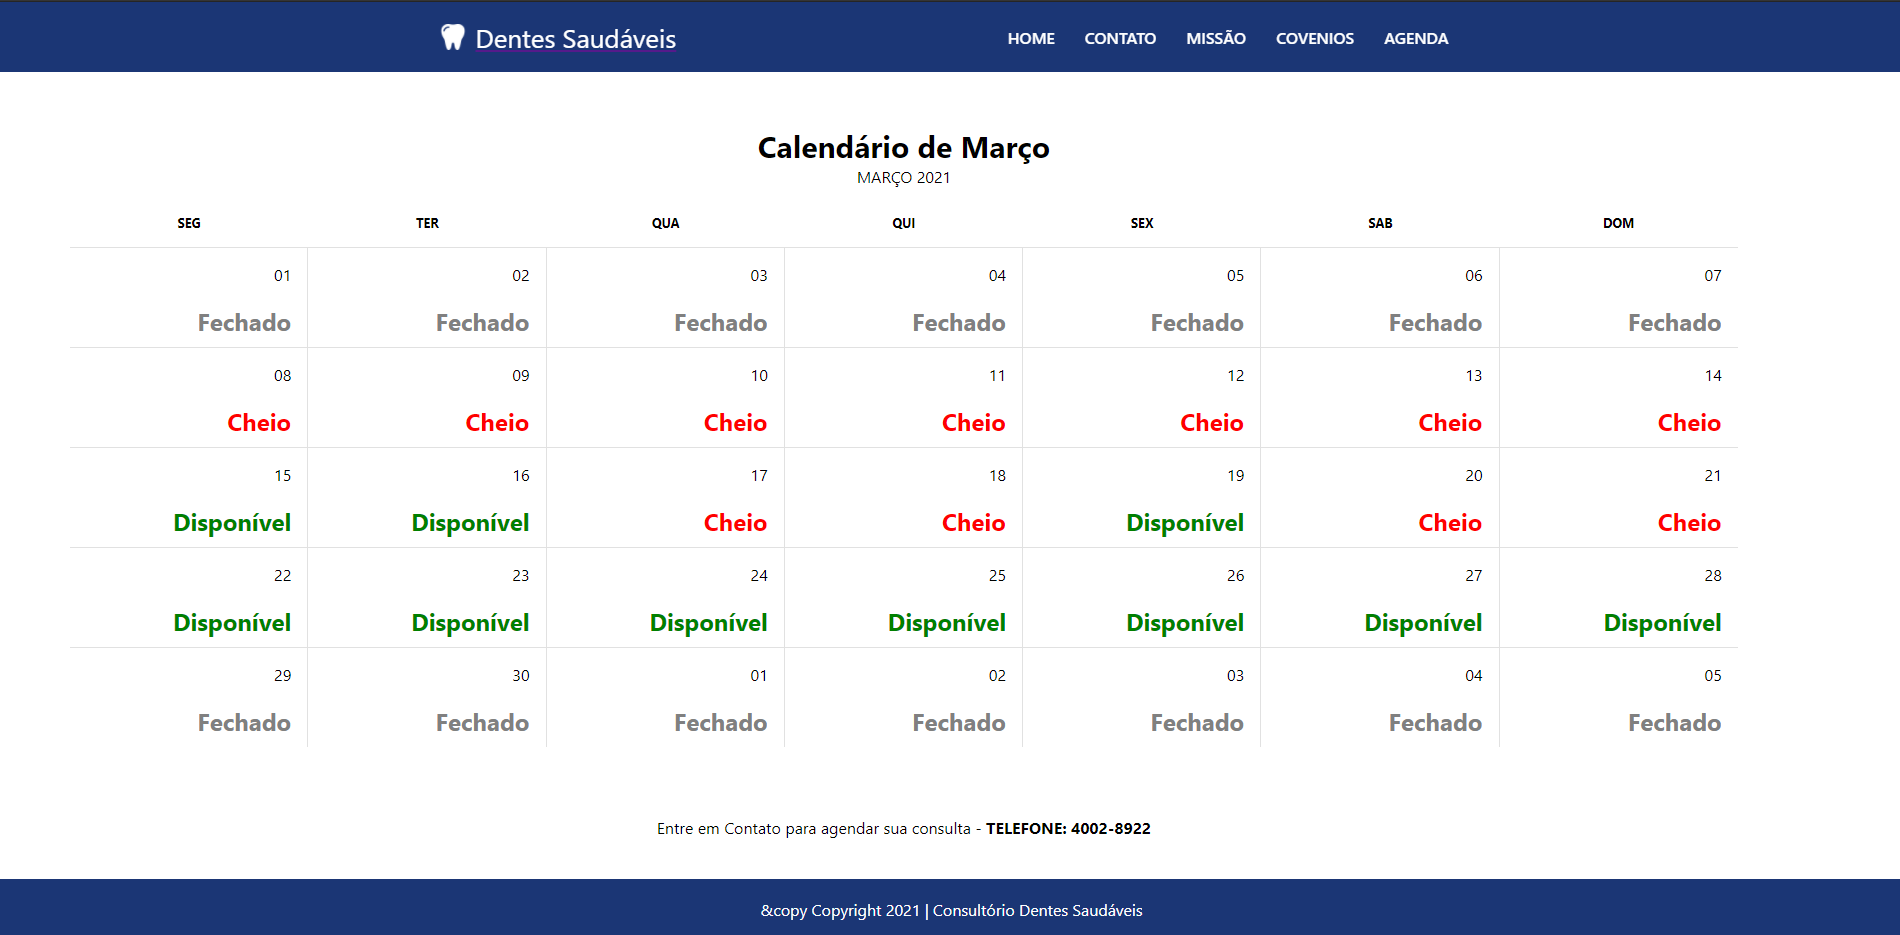 Dentes Saudáveis HOME CONTATO MISSÃO COVENIOS AGENDA
Calendário de Março
MARÇO 2021
SEG TER QUA QUI SEX SAB DOM
01 02 03 04 05 06 07
Fechado Fechado Fechado Fechado Fechado Fechado Fechado
08 09 10 11 12 13 14
Cheio Cheio Cheio Cheio Cheio Cheio Cheio
15 16 17 18 19 20 21
Disponível Disponível Cheio Cheio Disponível Cheio Cheio
22 23 24 25 26 27 28
Disponível Disponível Disponível Disponível Disponível Disponível Disponível
29 30 01 02 03 04 05
Fechado Fechado Fechado Fechado Fechado Fechado Fechado
Entre em Contato para agendar sua consulta - TELEFONE: 4002-8922
&copy Copyright 2021 | Consultório Dentes Saudáveis